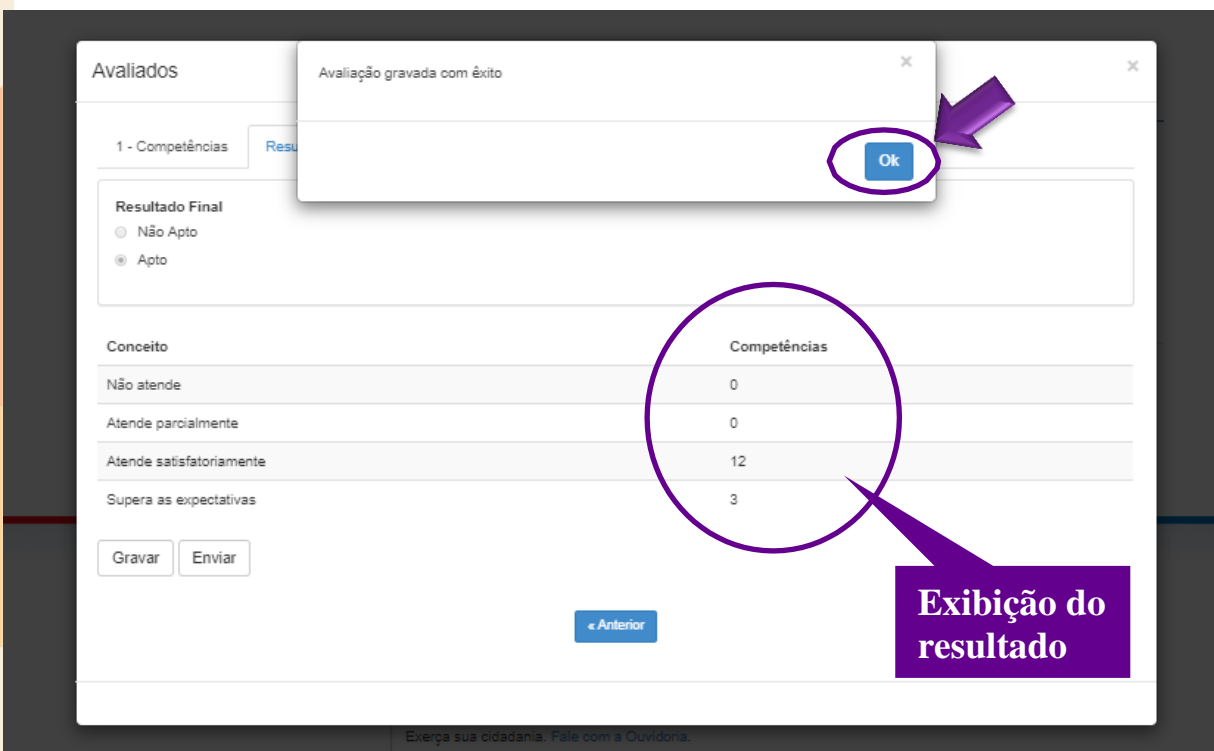 Avaliados
Avaliação gravada com êxito
×
×
1 - Competências
Resu
Ok
Resultado Final
Não Apto
Apto
Conceito Competências
Não atende 0
Atende parcialmente 0
Atende satisfatoriamente 12
Supera as expectativas 3
Gravar Enviar
« Anterior
Exibição do
resultado
Exerça sua cidadania. Fale com a Ouvidoria.